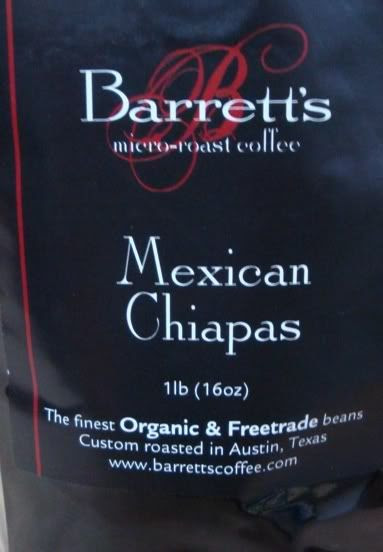 Barrett's
micro-roast coffee
Mexican
Chiapas
1lb (16oz)
The finest Organic & Freetrade beans
Custom roasted in Austin, Texas
www.barrettscoffee.com